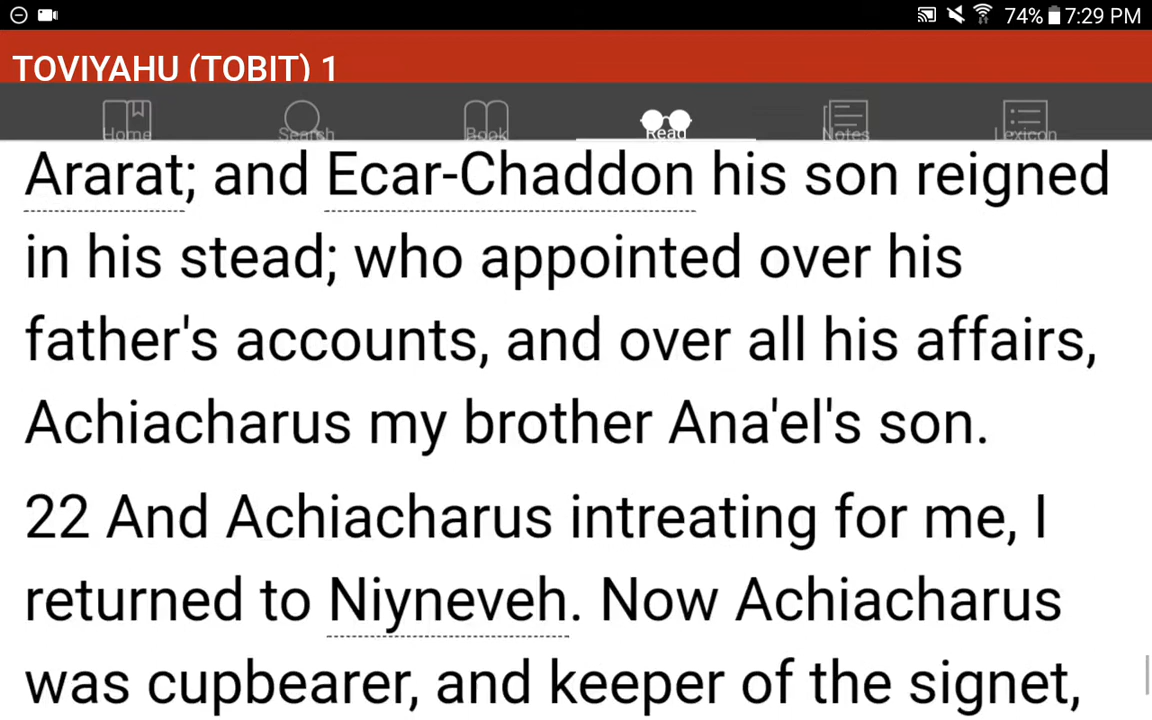 74% 7:29 PM
TOVIYAHU (TOBIT) 1
Home Search Book Read Notes Lexicon
Ararat; and Ecar-Chaddon his son reigned
in his stead; who appointed over his
father's accounts, and over all his affairs,
Achiacharus my brother Ana'el's son.
22 And Achiacharus intreating for me, I
returned to Niyneveh. Now Achiacharus
was cupbearer, and keeper of the signet,